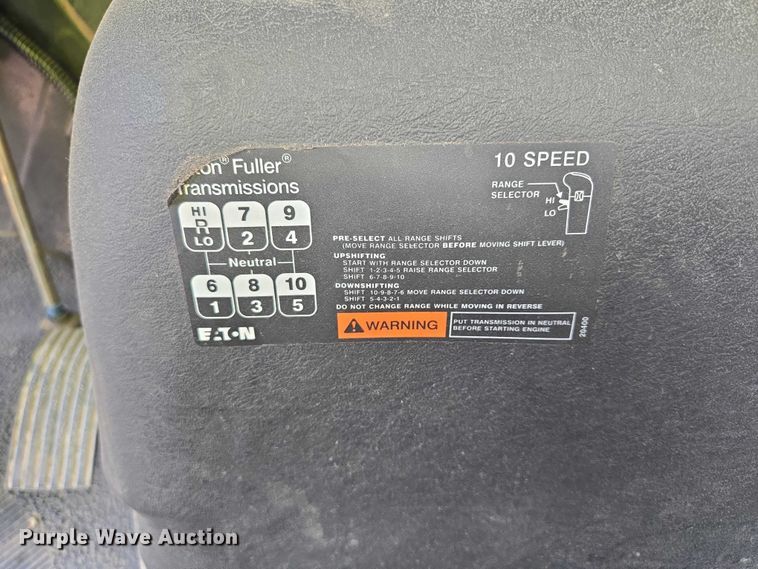 ton® Fuller®
Transmissions
10 SPEED
RANGE
SELECTOR
HI
LO
HI 7 9
R
LO 2 4
Neutral
6 8 10
1 3 5
EATON
PRE-SELECT ALL RANGE SHIFTS
(MOVE RANGE SELECTOR BEFORE MOVING SHIFT LEVER)
UPSHIFTING
START WITH RANGE SELECTOR DOWN
SHIFT 1-2-3-4-5 RAISE RANGE SELECTOR
SHIFT 6-7-8-9-10
DOWNSHIFTING
SHIFT 10-9-8-7-6 MOVE RANGE SELECTOR DOWN
SHIFT 5-4-3-2-1
DO NOT CHANGE RANGE WHILE MOVING IN REVERSE
WARNING
PUT TRANSMISSION IN NEUTRAL
BEFORE STARTING ENGINE
20400
Purple Wave Auction